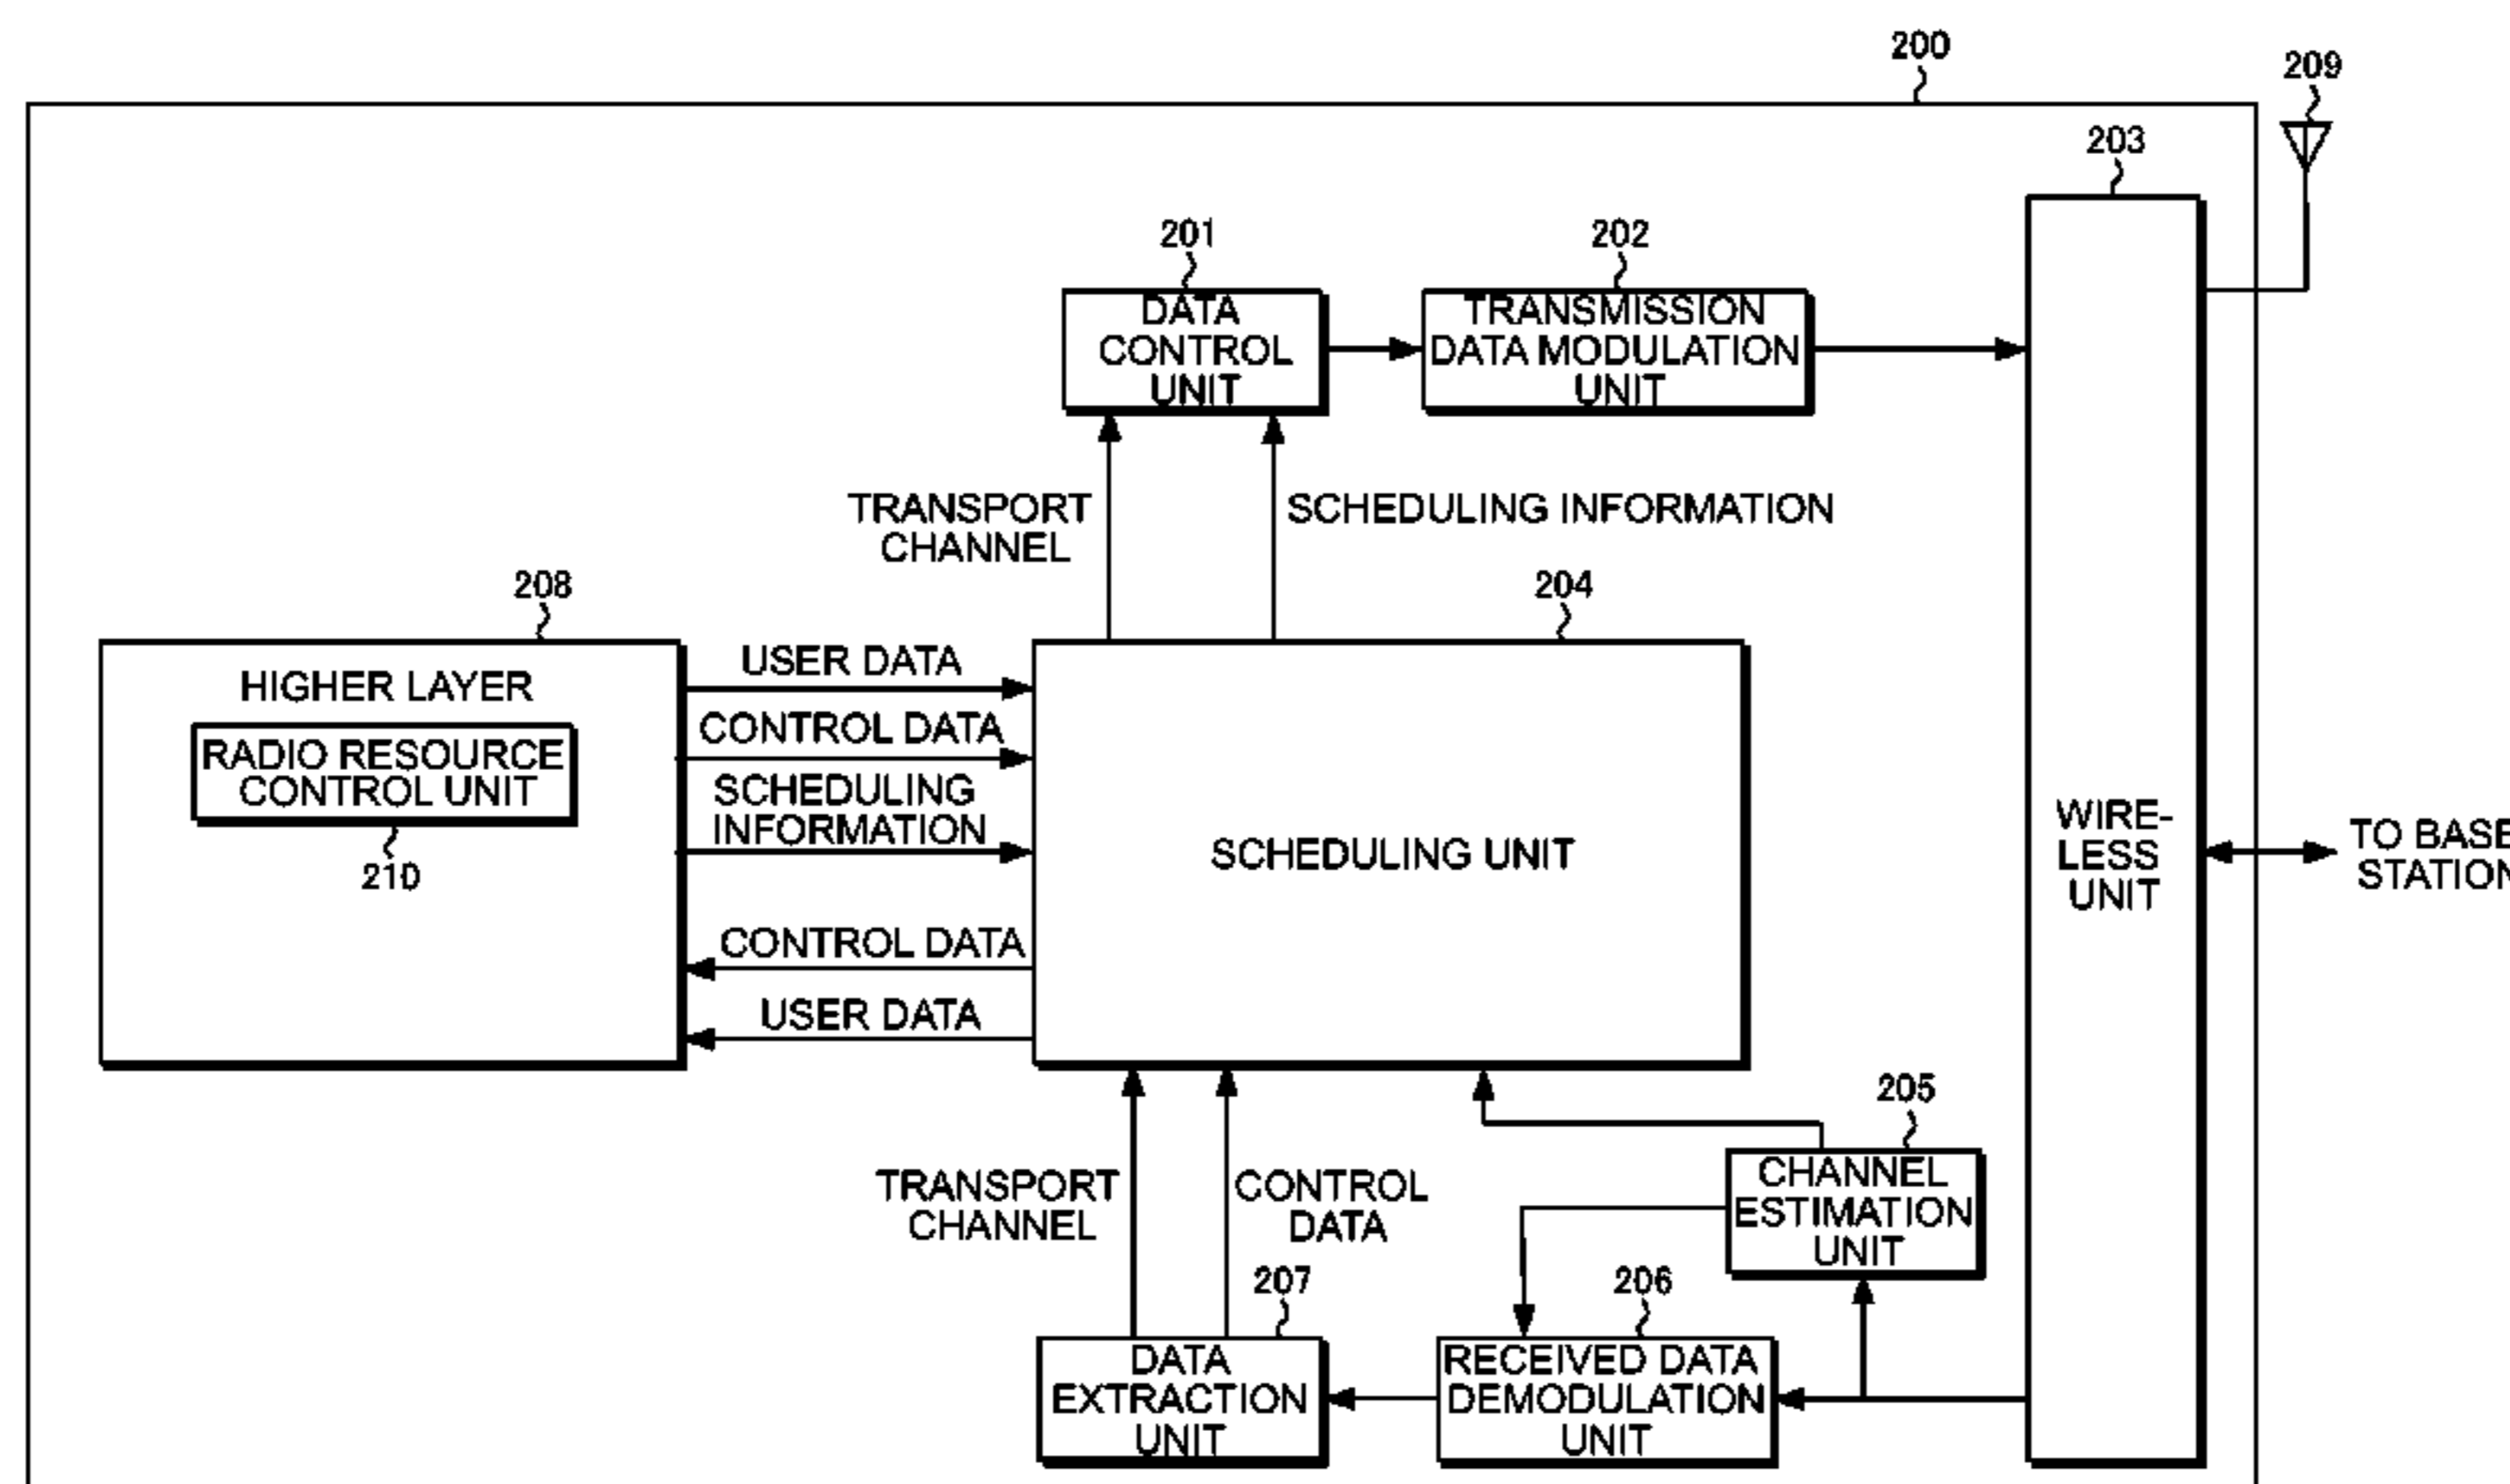 200
209
203
201
202
DATA
CONTROL
UNIT
TRANSMISSION
DATA MODULATION
UNIT
TRANSPORT
CHANNEL
SCHEDULING INFORMATION
208
204
HIGHER LAYER
RADIO RESOURCE
CONTROL UNIT
210
USER DATA
CONTROL DATA
SCHEDULING
INFORMATION
CONTROL DATA
USER DATA
SCHEDULING UNIT
WIRE-
LESS
UNIT
TO BASE
STATION
205
CHANNEL
ESTIMATION
UNIT
TRANSPORT
CHANNEL
CONTROL
DATA
207
206
DATA
EXTRACTION
UNIT
RECEIVED DATA
DEMODULATION
UNIT